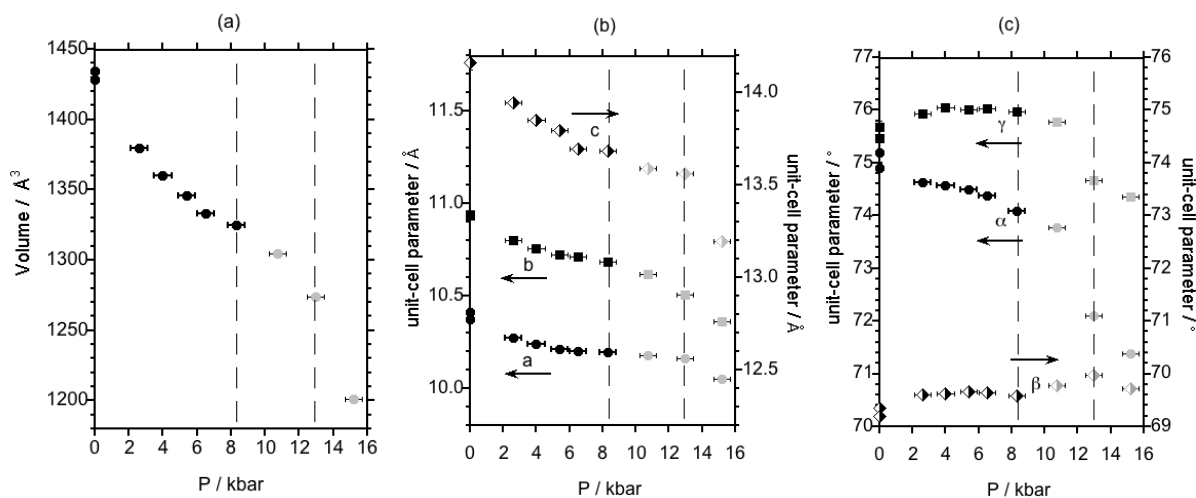 (a)
1450
1400
1350
1300
1250
1200
Volume / Å3
0 2 4 6 8 10 12 14 16
P / kbar
(b)
11.5
11.0
10.5
10.0
unit-cell parameter / Å
14.0
13.5
13.0
12.5
unit-cell parameter / Å
c
b
a
0 2 4 6 8 10 12 14 16
P / kbar
(c)
77
76
75
74
73
72
71
70
unit-cell parameter / °
76
75
74
73
72
71
70
69
unit-cell parameter / °
γ
α
β
0 2 4 6 8 10 12 14 16
P / kbar